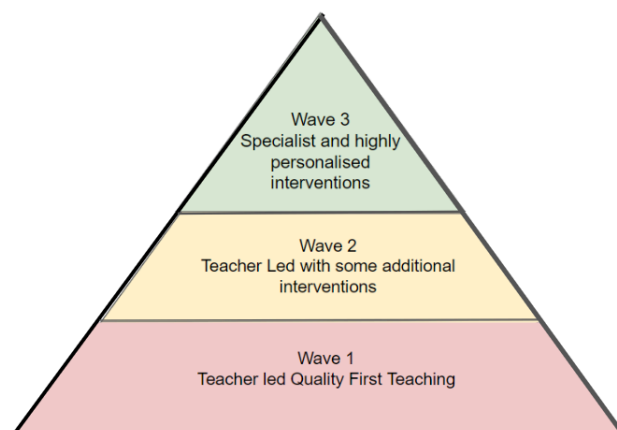 Wave 3
Specialist and highly
personalised
interventions
Wave 2
Teacher Led with some additional
interventions
Wave 1
Teacher led Quality First Teaching